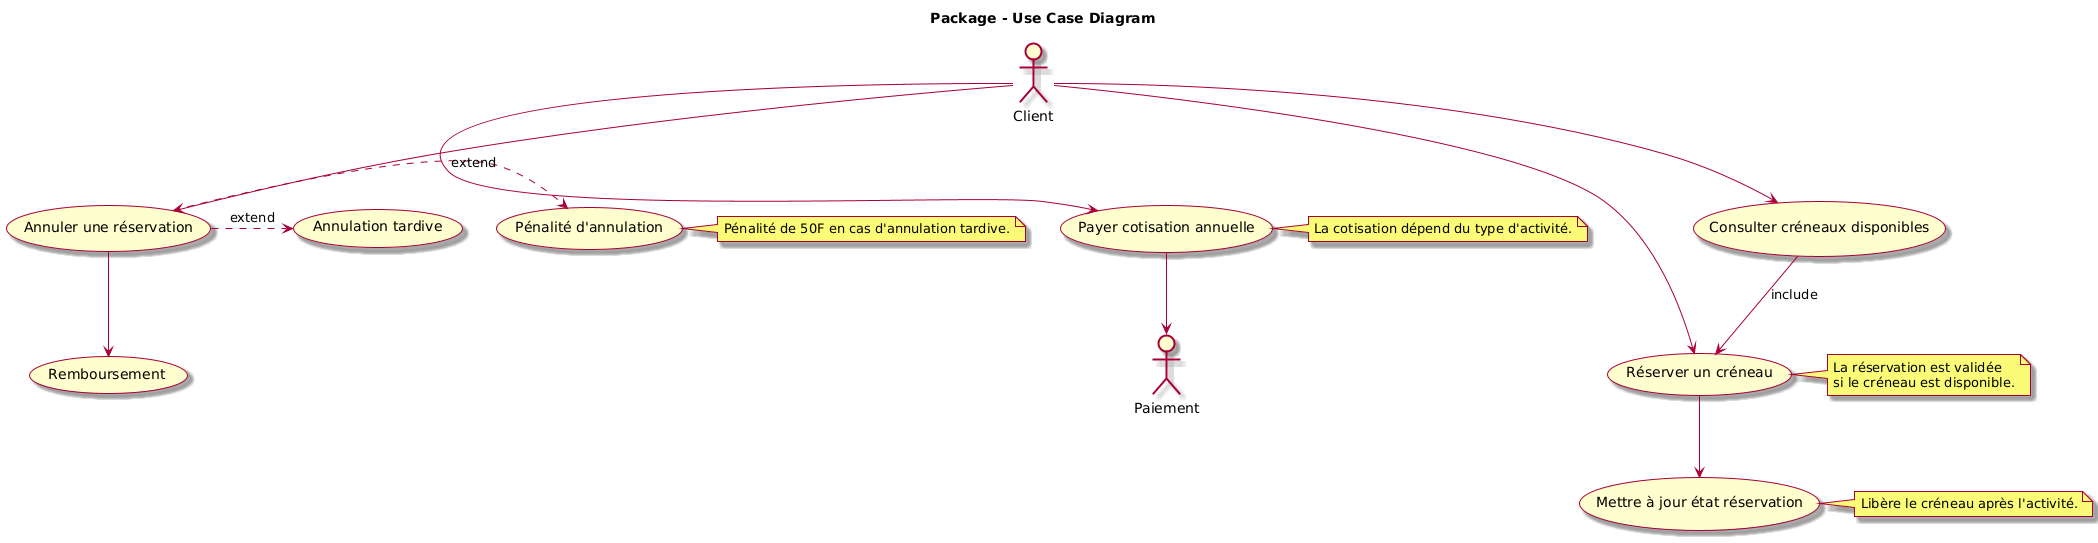 Package - Use Case Diagram
Client
extend
extend
Annuler une réservation
Annulation tardive
Pénalité d'annulation
Pénalité de 50F en cas d'annulation tardive.
Payer cotisation annuelle
La cotisation dépend du type d'activité.
Consulter créneaux disponibles
include
Remboursement
Paiement
Réserver un créneau
La réservation est validée
si le créneau est disponible.
Mettre à jour état réservation
Libère le créneau après l'activité.